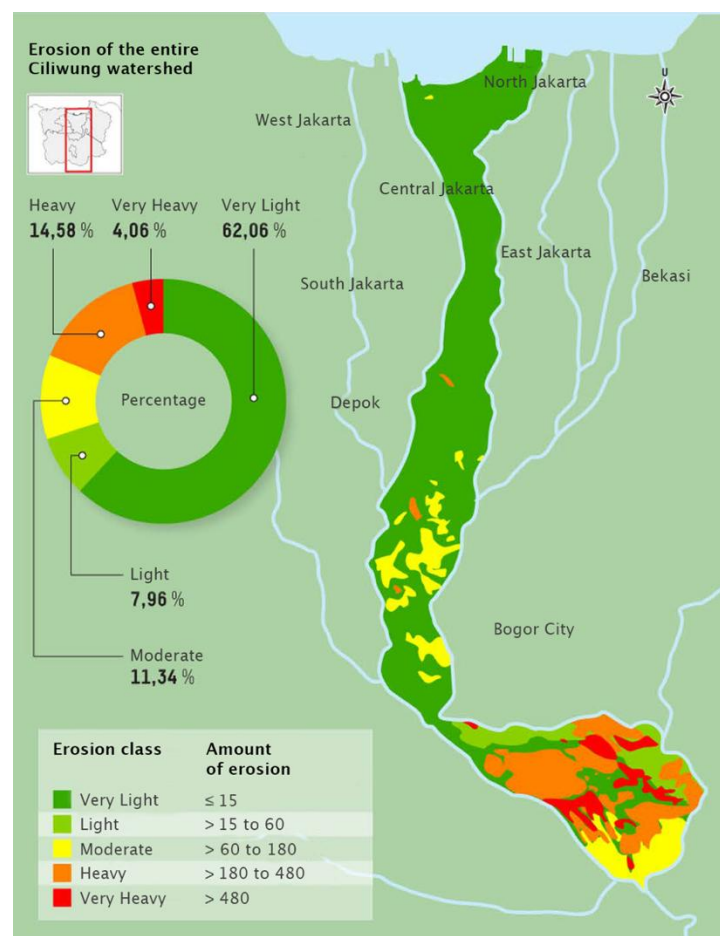 Erosion of the entire
Ciliwung watershed
U
North Jakarta
West Jakarta
Central Jakarta
East Jakarta
South Jakarta
Bekasi
Depok
Bogor City
Heavy
14,58 %
Very Heavy
4,06 %
Very Light
62,06 %
Percentage
Light
7,96 %
Moderate
11,34 %
Erosion class Amount
of erosion
Very Light ≤ 15
Light > 15 to 60
Moderate > 60 to 180
Heavy > 180 to 480
Very Heavy > 480